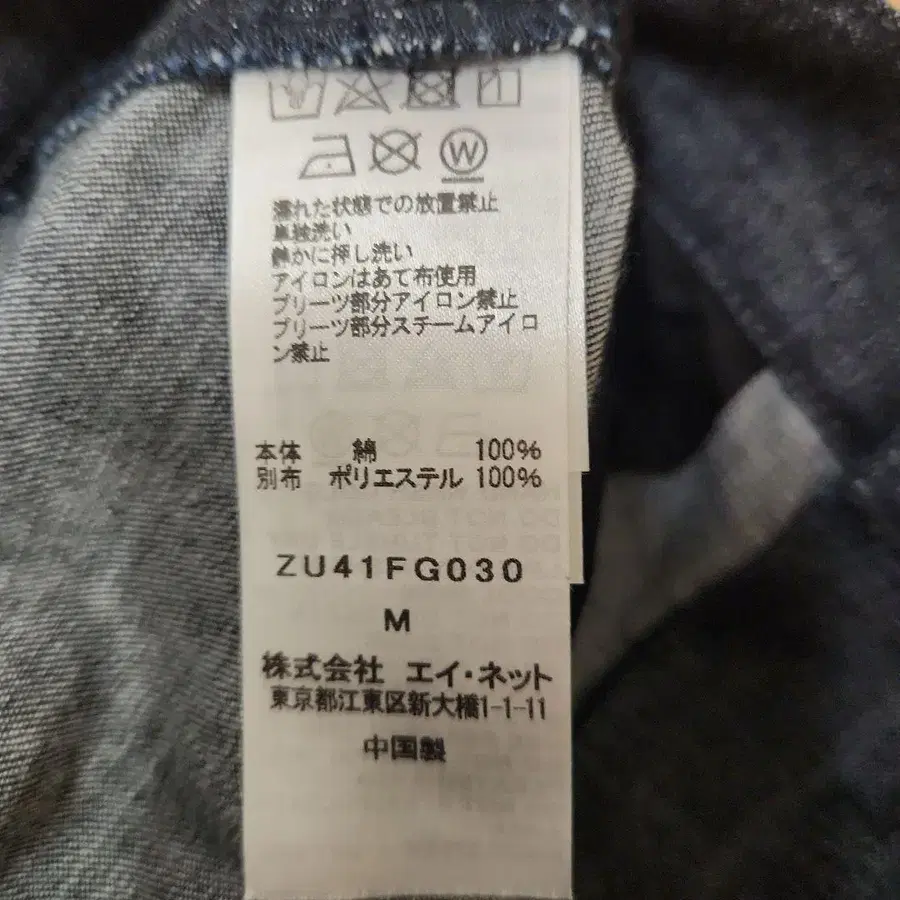 W
濡れた状態での放置禁止
単独洗い
静かに押し洗い
アイロンはあて布使用
プリーツ部分アイロン禁止
プリーツ部分スチームアイロ
ン禁止
本体 綿 100%
別布 ポリエステル 100%
ZU41FG030
M
株式会社 エイ・ネット
東京都江東区新大橋1-1-11
中国製